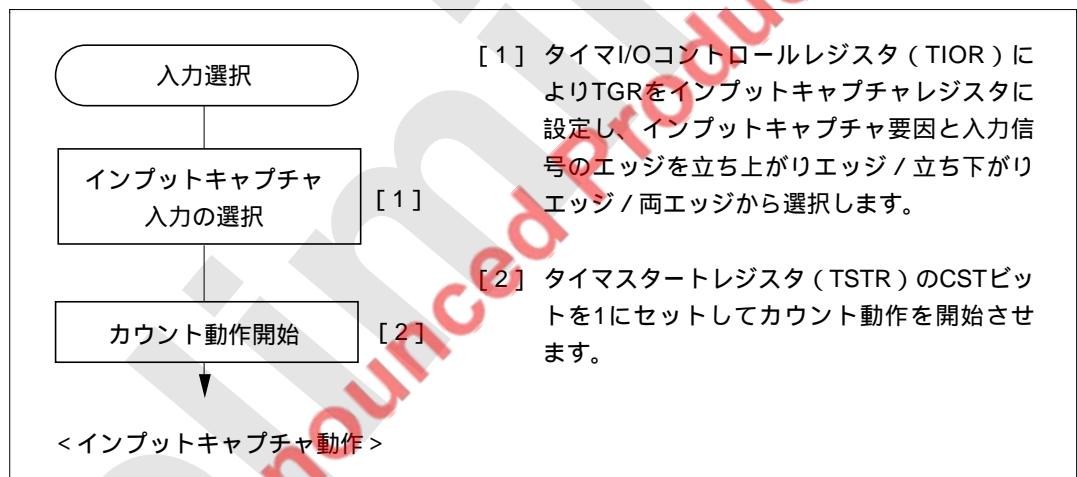 入力選択
インプットキャプチャ
入力の選択
[1]
カウント動作開始
[2]
<インプットキャプチャ動作>
[1] タイマI/Oコントロールレジスタ(TIOR)に
よりTGRをインプットキャプチャレジスタに
設定し、インプットキャプチャ要因と入力信
号のエッジを立ち上がりエッジ/立ち下がり
エッジ/両エッジから選択します。
[2] タイマスタートレジスタ(TSTR)のCSTビッ
トを1にセットしてカウント動作を開始させ
ます。